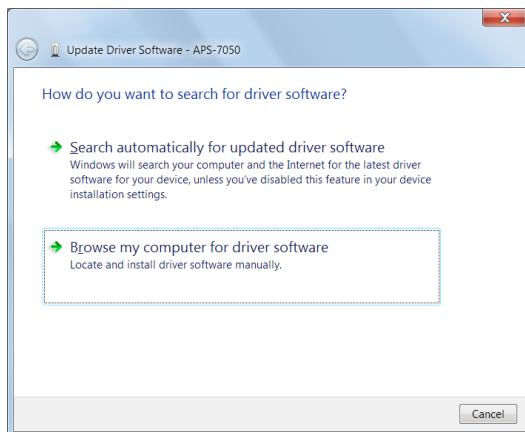 Update Driver Software - APS-7050
How do you want to search for driver software?
Search automatically for updated driver software
Windows will search your computer and the Internet for the latest driver
software for your device, unless you've disabled this feature in your device
installation settings.
Browse my computer for driver software
Locate and install driver software manually.
Cancel